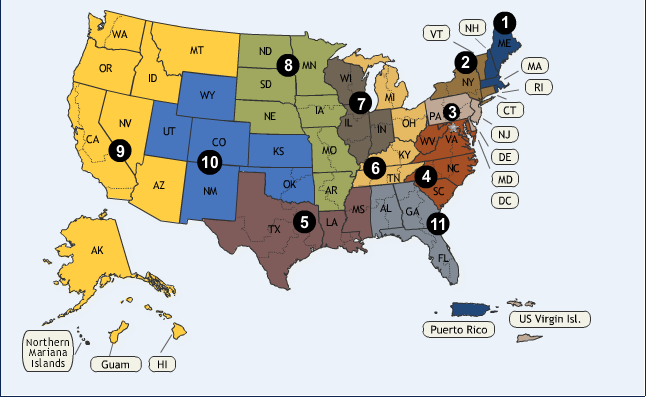 1
NH
VT
WA
ME
MT
ND
2
MN
OR
8
MA
ID
WI
NY
SD
RI
WY
MI
7
IA
3
PA
CT
NE
NV
OH
IL
IN
UT
NJ
CA
CO
WV
VA
9
KS
MO
KY
DE
10
6
NC
4
TN
MD
AZ
OK
NM
AR
SC
DC
MS
AL
GA
5
11
TX
LA
AK
FL
US Virgin Isl.
Puerto Rico
Northern
Mariana
Islands
Guam
HI